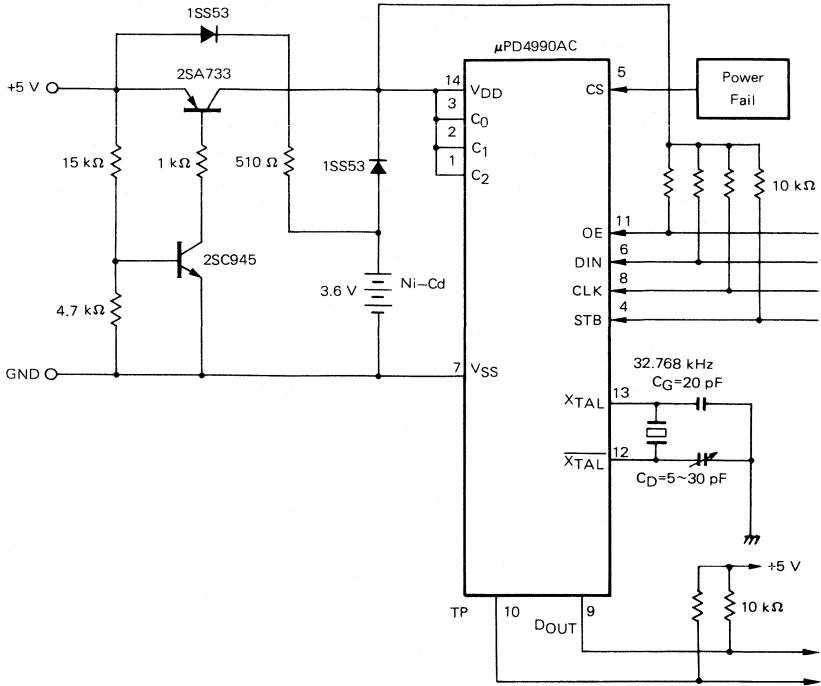 1SS53
μPD4990AC
+5 V
2SA733
14
VDD
3
C0
2
C1
1
C2
5
CS
Power
Fail
15 kΩ
1 kΩ
510 Ω
1SS53
10 kΩ
11
OE
6
DIN
8
CLK
4
STB
2SC945
3.6 V
Ni–Cd
4.7 kΩ
GND
7
VSS
32.768 kHz
CG=20 pF
13
XTAL
12
XTAL
CD=5~30 pF
+5 V
10 kΩ
TP
10
DOUT
9